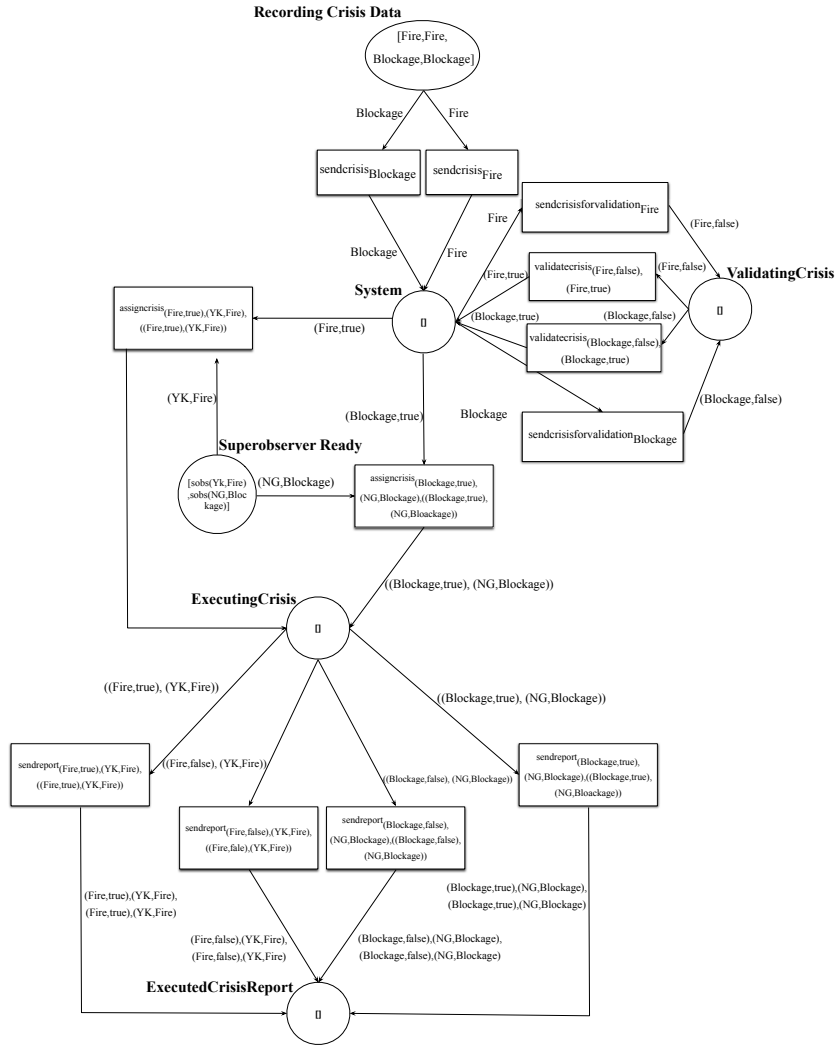 Recording Crisis Data
[Fire,Fire,
Blockage,Blockage]
Blockage
Fire
sendcrisisBlockage
sendcrisisFire
Blockage
Fire
sendcrisisforvalidationFire
Fire
(Fire,false)
(Fire,true)
validatecrisis(Fire,false),
(Fire,true)
(Fire,false)
ValidatingCrisis
[]
System
[]
(Blockage,true)
(Blockage,false)
validatecrisis(Blockage,false),
(Blockage,true)
(Blockage,false)
Blockage
sendcrisisforvalidationBlockage
assigncrisis(Fire,true),(YK,Fire),
((Fire,true),(YK,Fire))
(Fire,true)
(YK,Fire)
(Blockage,true)
Superobserver Ready
[sobs(Yk,Fire)
,sobs(NG,Bloc
kage)]
(NG,Blockage)
assigncrisis(Blockage,true),
(NG,Blockage),((Blockage,true),
(NG,Bloackage))
((Blockage,true), (NG,Blockage))
ExecutingCrisis
[]
((Fire,true), (YK,Fire))
((Blockage,true), (NG,Blockage))
sendreport(Fire,true),(YK,Fire),
((Fire,true),(YK,Fire))
((Fire,false), (YK,Fire))
((Blockage,false), (NG,Blockage))
sendreport(Blockage,true),
(NG,Blockage),((Blockage,true),
(NG,Bloackage))
sendreport(Fire,false),(YK,Fire),
((Fire,fale),(YK,Fire))
sendreport(Blockage,false),
(NG,Blockage),((Blockage,false),
(NG,Blockage))
(Fire,true),(YK,Fire),
(Fire,true),(YK,Fire)
(Blockage,true),(NG,Blockage),
(Blockage,true),(NG,Blockage)
(Fire,false),(YK,Fire),
(Fire,false),(YK,Fire)
(Blockage,false),(NG,Blockage),
(Blockage,false),(NG,Blockage)
ExecutedCrisisReport
[]